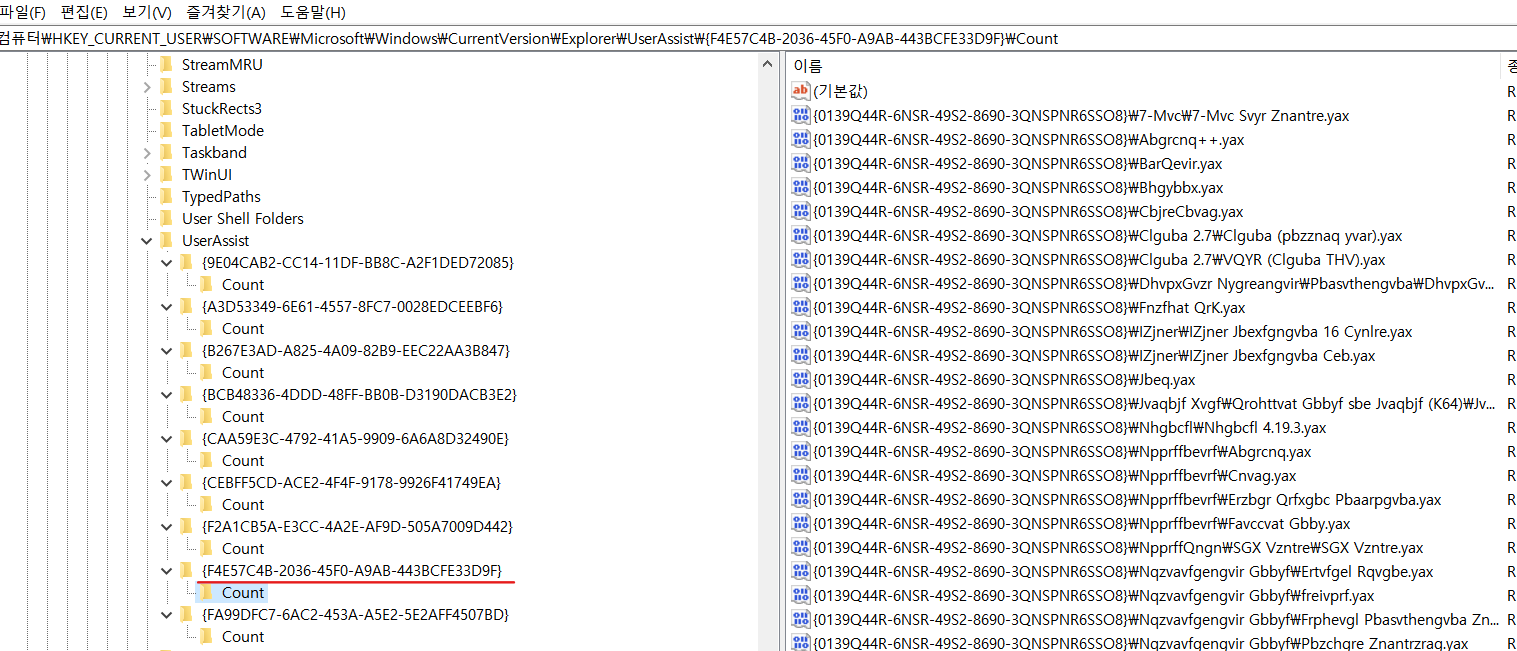 파일(F) 편집(E) 보기(V) 즐겨찾기(A) 도움말(H)
컴퓨터₩HKEY_CURRENT_USER₩SOFTWARE₩Microsoft₩Windows₩CurrentVersion₩Explorer₩UserAssist₩{F4E57C4B-2036-45F0-A9AB-443BCFE33D9F}₩Count
StreamMRU
Streams
StuckRects3
TabletMode
Taskband
TWinUI
TypedPaths
User Shell Folders
UserAssist
{9E04CAB2-CC14-11DF-BB8C-A2F1DED72085}
Count
{A3D53349-6E61-4557-8FC7-0028EDCEEBF6}
Count
{B267E3AD-A825-4A09-82B9-EEC22AA3B847}
Count
{BCB48336-4DDD-48FF-BB0B-D3190DACB3E2}
Count
{CAA59E3C-4792-41A5-9909-6A6A8D32490E}
Count
{CEBFF5CD-ACE2-4F4F-9178-9926F41749EA}
Count
{F2A1CB5A-E3CC-4A2E-AF9D-505A7009D442}
Count
{F4E57C4B-2036-45F0-A9AB-443BCFE33D9F}
Count
{FA99DFC7-6AC2-453A-A5E2-5E2AFF4507BD}
Count
이름
(기본값) R
{0139Q44R-6NSR-49S2-8690-3QNSPNR6SSO8}₩7-Mvc₩7-Mvc Svyr Znantre.yax R
{0139Q44R-6NSR-49S2-8690-3QNSPNR6SSO8}₩Abgrcnq++.yax R
{0139Q44R-6NSR-49S2-8690-3QNSPNR6SSO8}₩BarQevir.yax R
{0139Q44R-6NSR-49S2-8690-3QNSPNR6SSO8}₩Bhgybbx.yax R
{0139Q44R-6NSR-49S2-8690-3QNSPNR6SSO8}₩CbjreCbvag.yax R
{0139Q44R-6NSR-49S2-8690-3QNSPNR6SSO8}₩Clguba 2.7₩Clguba (pbzznaq yvar).yax R
{0139Q44R-6NSR-49S2-8690-3QNSPNR6SSO8}₩Clguba 2.7₩VQYR (Clguba THV).yax R
{0139Q44R-6NSR-49S2-8690-3QNSPNR6SSO8}₩DhvpxGvzr Nygreangvir₩Pbasvthengvba₩DhvpxGv... R
{0139Q44R-6NSR-49S2-8690-3QNSPNR6SSO8}₩Fnzfhat QrK.yax R
{0139Q44R-6NSR-49S2-8690-3QNSPNR6SSO8}₩IZjner₩IZjner Jbexfgngvba 16 Cynlre.yax R
{0139Q44R-6NSR-49S2-8690-3QNSPNR6SSO8}₩IZjner₩IZjner Jbexfgngvba Ceb.yax R
{0139Q44R-6NSR-49S2-8690-3QNSPNR6SSO8}₩Jbeq.yax R
{0139Q44R-6NSR-49S2-8690-3QNSPNR6SSO8}₩Jvaqbjf Xvgf₩Qrohttvat Gbbyf sbe Jvaqbjf (K64)₩Jv... R
{0139Q44R-6NSR-49S2-8690-3QNSPNR6SSO8}₩Nhgbcfl₩Nhgbcfl 4.19.3.yax R
{0139Q44R-6NSR-49S2-8690-3QNSPNR6SSO8}₩Npprffbevrf₩Abgrcnq.yax R
{0139Q44R-6NSR-49S2-8690-3QNSPNR6SSO8}₩Npprffbevrf₩Cnvag.yax R
{0139Q44R-6NSR-49S2-8690-3QNSPNR6SSO8}₩Npprffbevrf₩Erzbgr Qrfxgbc Pbaarpgvba.yax R
{0139Q44R-6NSR-49S2-8690-3QNSPNR6SSO8}₩Npprffbevrf₩Favccvat Gbby.yax R
{0139Q44R-6NSR-49S2-8690-3QNSPNR6SSO8}₩NpprffQngn₩SGX Vzntre₩SGX Vzntre.yax R
{0139Q44R-6NSR-49S2-8690-3QNSPNR6SSO8}₩Nqzvavfgengvir Gbbyf₩Ertvfgel Rqvgbe.yax R
{0139Q44R-6NSR-49S2-8690-3QNSPNR6SSO8}₩Nqzvavfgengvir Gbbyf₩freivprf.yax R
{0139Q44R-6NSR-49S2-8690-3QNSPNR6SSO8}₩Nqzvavfgengvir Gbbyf₩Frphevgl Pbasvthengvba Zn... R
{0139Q44R-6NSR-49S2-8690-3QNSPNR6SSO8}₩Nqzvavfgengvir Gbbyf₩Pbzchgre Znantrzrag.yax R